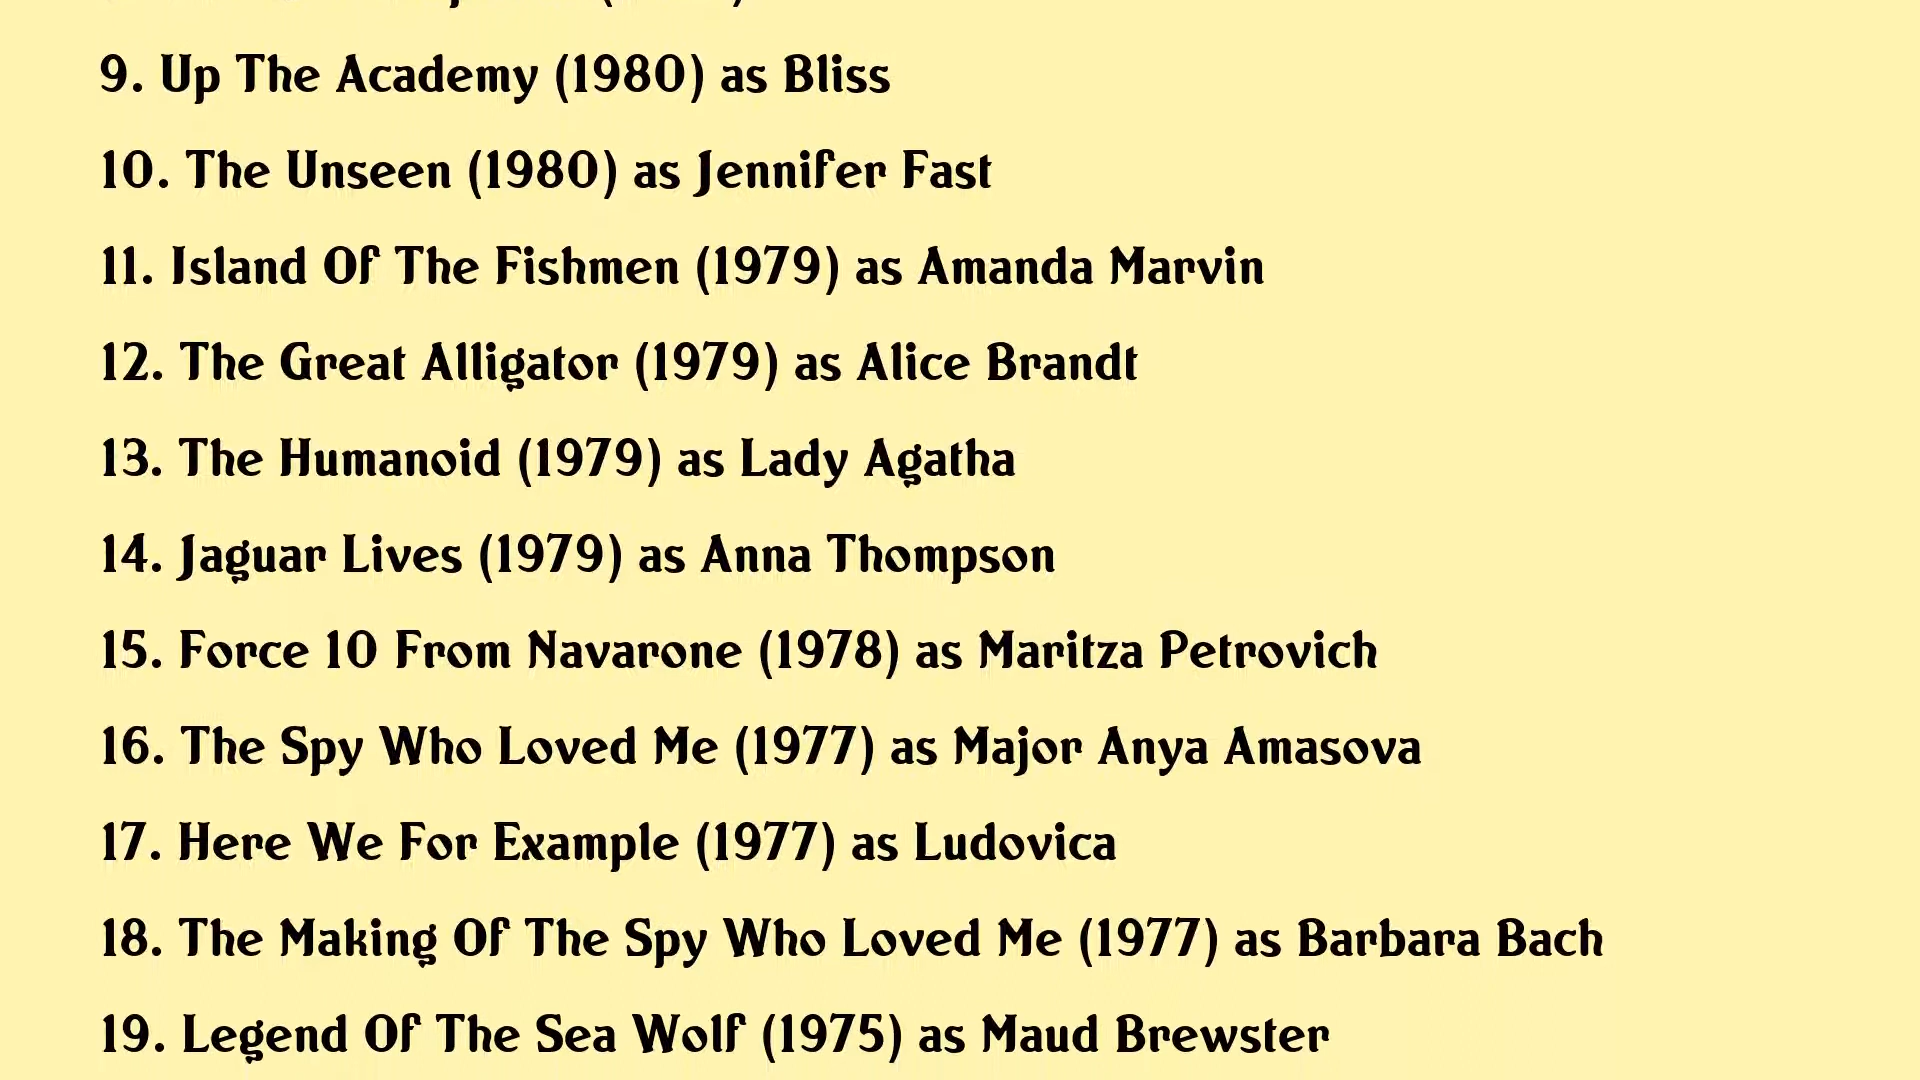 9. Up The Academy (1980) as Bliss
10. The Unseen (1980) as Jennifer Fast
11. Island Of The Fishmen (1979) as Amanda Marvin
12. The Great Alligator (1979) as Alice Brandt
13. The Humanoid (1979) as Lady Agatha
14. Jaguar Lives (1979) as Anna Thompson
15. Force 10 From Navarone (1978) as Maritza Petrovich
16. The Spy Who Loved Me (1977) as Major Anya Amasova
17. Here We For Example (1977) as Ludovica
18. The Making Of The Spy Who Loved Me (1977) as Barbara Bach
19. Legend Of The Sea Wolf (1975) as Maud Brewster